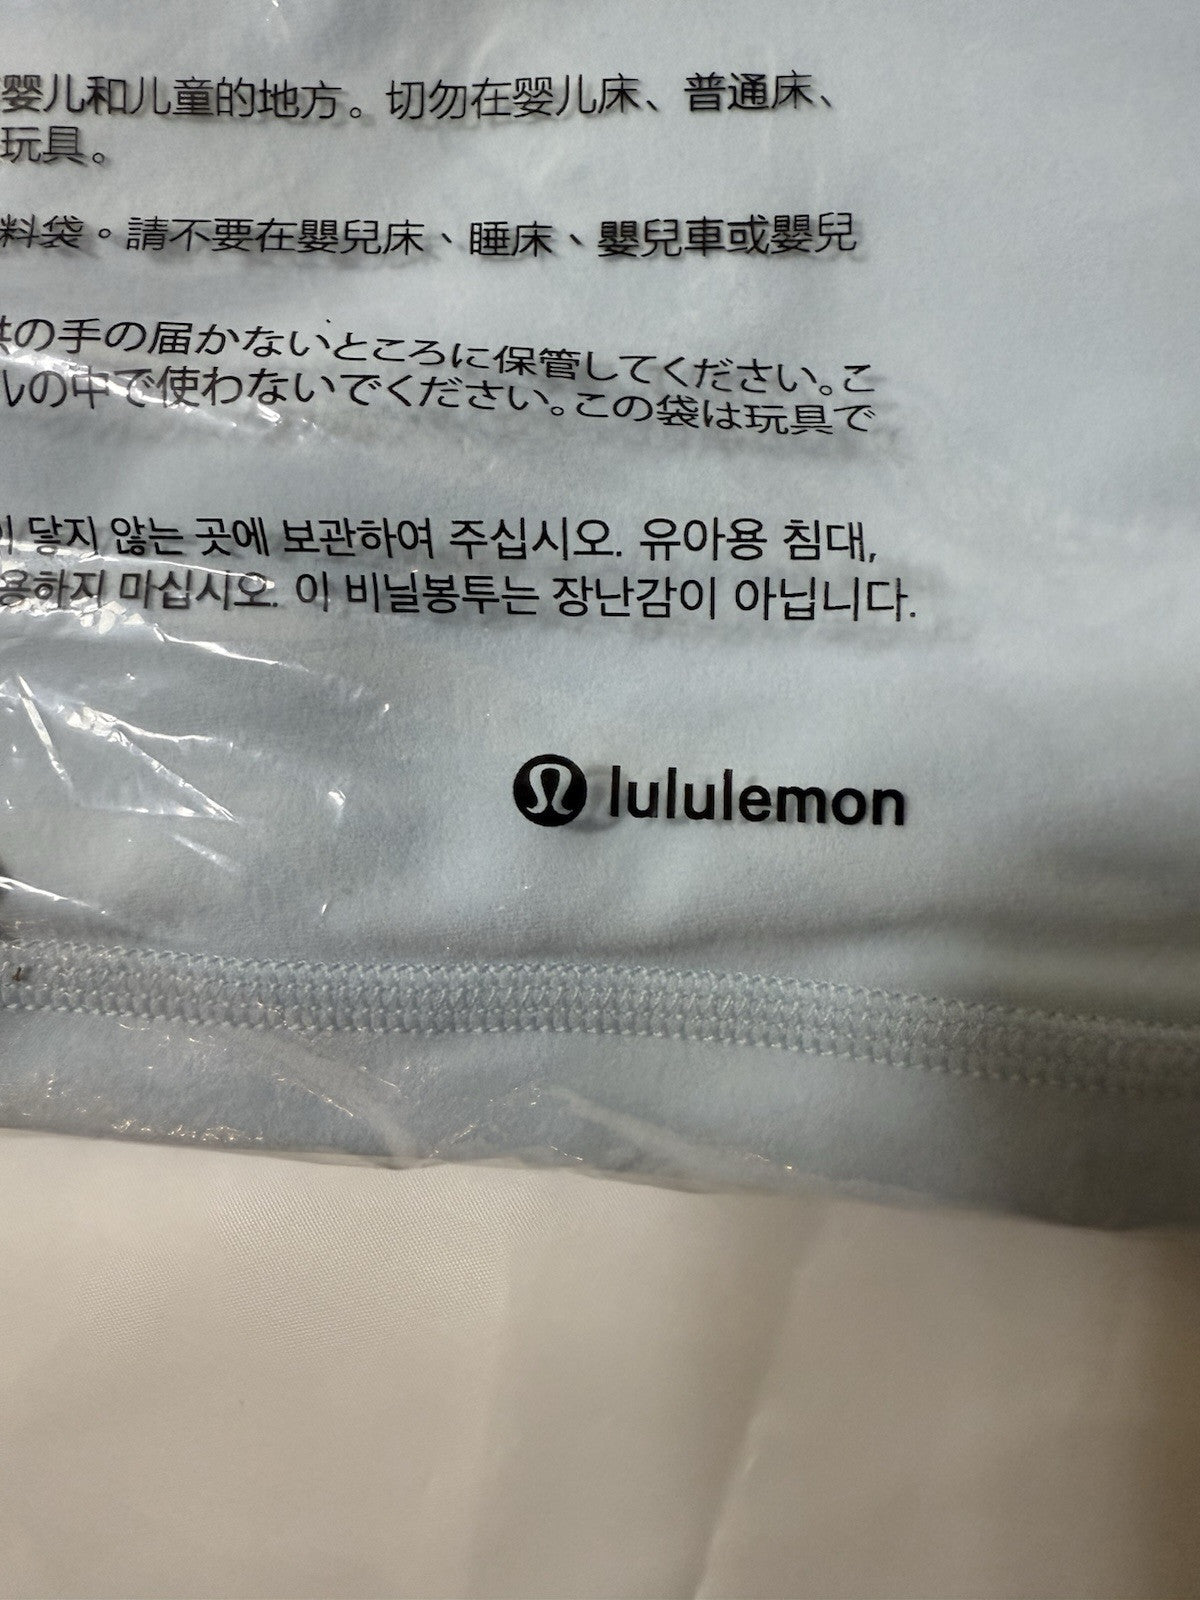 婴儿和儿童的地方。切勿在婴儿床、普通床、
玩具。
料袋。請不要在嬰兒床、睡床、嬰兒車或嬰兒
の手の届かないところに保管してください。こ
ルの中で使わないでください。この袋は玩具で
이 닿지 않는 곳에 보관하여 주십시오. 유아용 침대,
용하지 마십시오. 이 비닐봉투는 장난감이 아닙니다.
lululemon